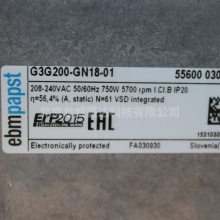 ebmpapst
G3G200-GN18-01 55600 030
208-240VAC 50/60Hz 750W 5700 rpm I.Cl.B IP20
η=56,4% (A, static) N=61 VSD integrated
ErP2015 EAC
Electronically Protected FA030930 Slovenia